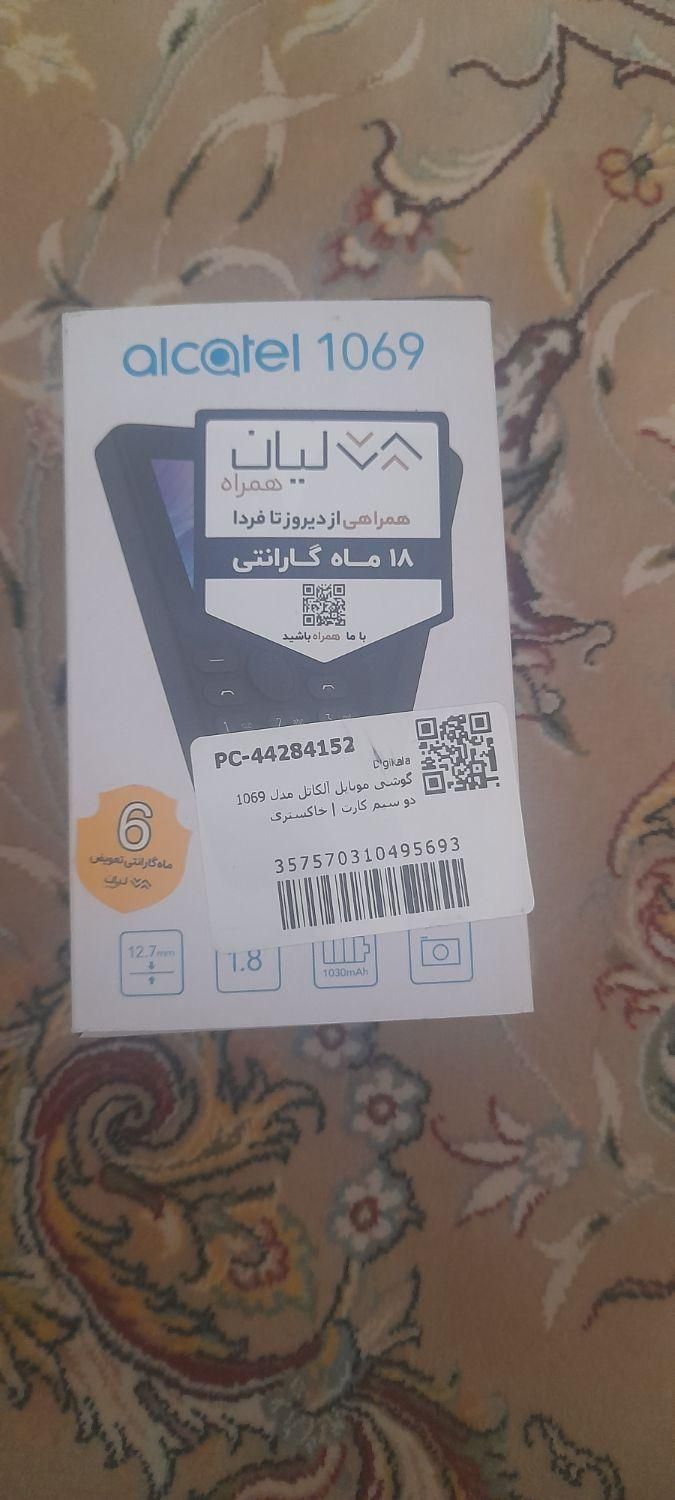 alcatel 1069
لیان
همراه
همراهی از دیروز تا فردا
۱۸ ماه گارانتی
با ما همراه باشید
PC-44284152
Digikala
گوشی موبایل آلکاتل مدل 1069
دو سیم کارت | خاکستری
357570310495693
6
ماه گارانتی تعویض
لیان
12.7mm
1.8
1030mAh